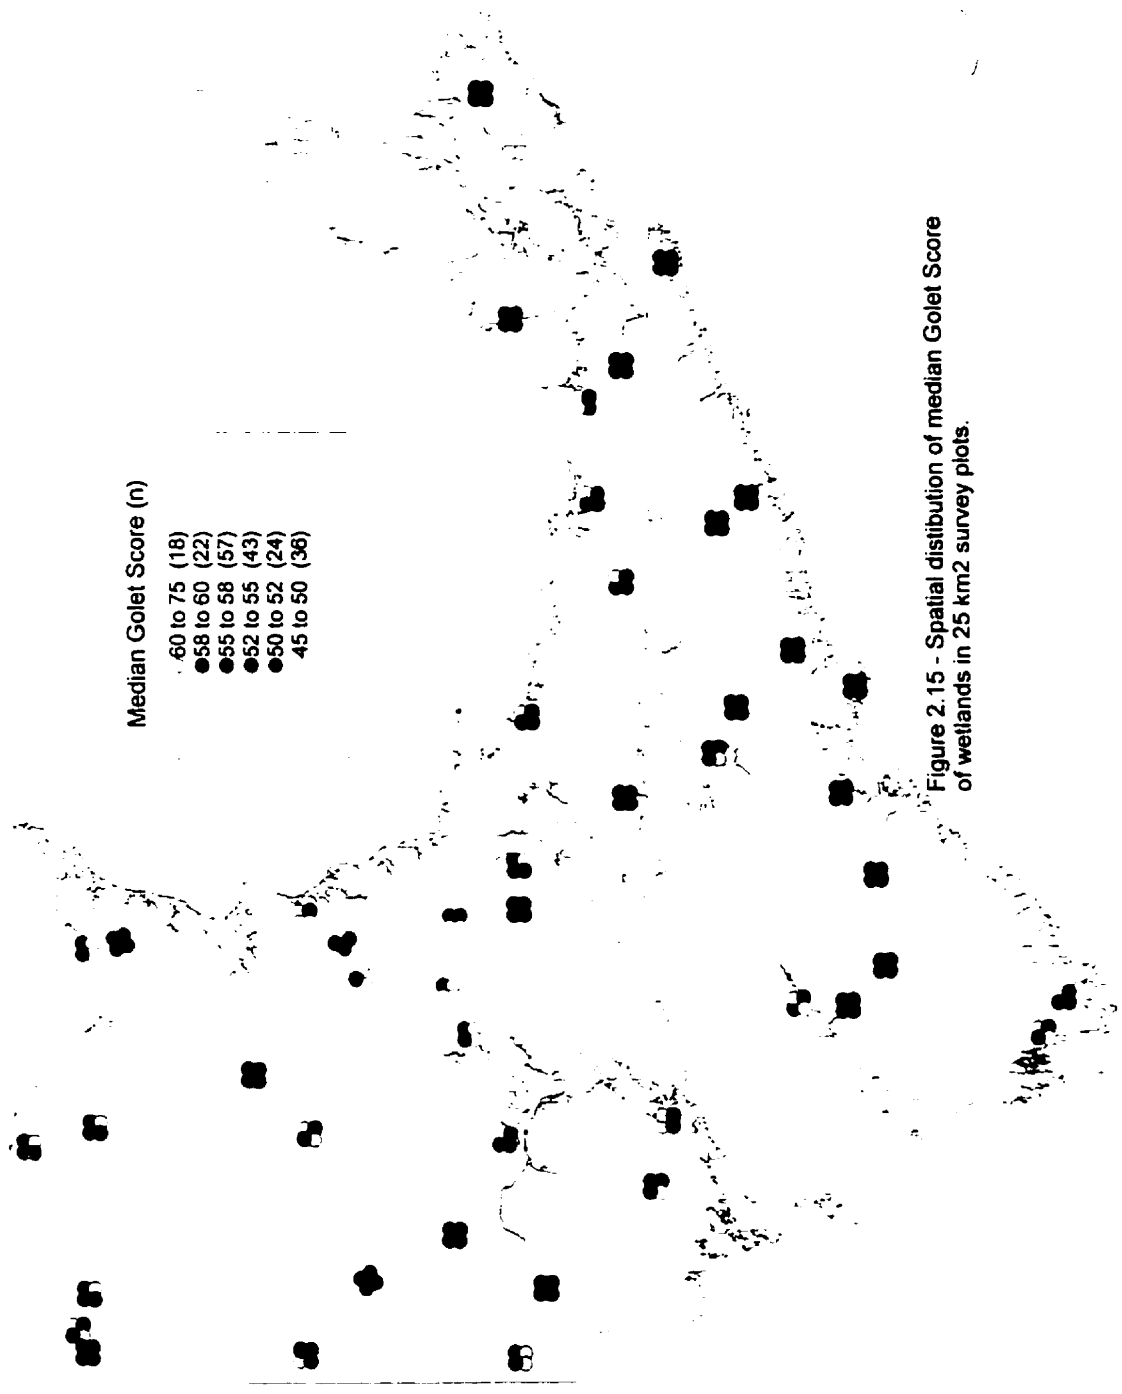 Median Golet Score (n)
60 to 75 (18)
58 to 60 (22)
55 to 58 (57)
52 to 55 (43)
50 to 52 (24)
45 to 50 (36)
Figure 2.15 - Spatial distibution of median Golet Score
of wetlands in 25 km2 survey plots.